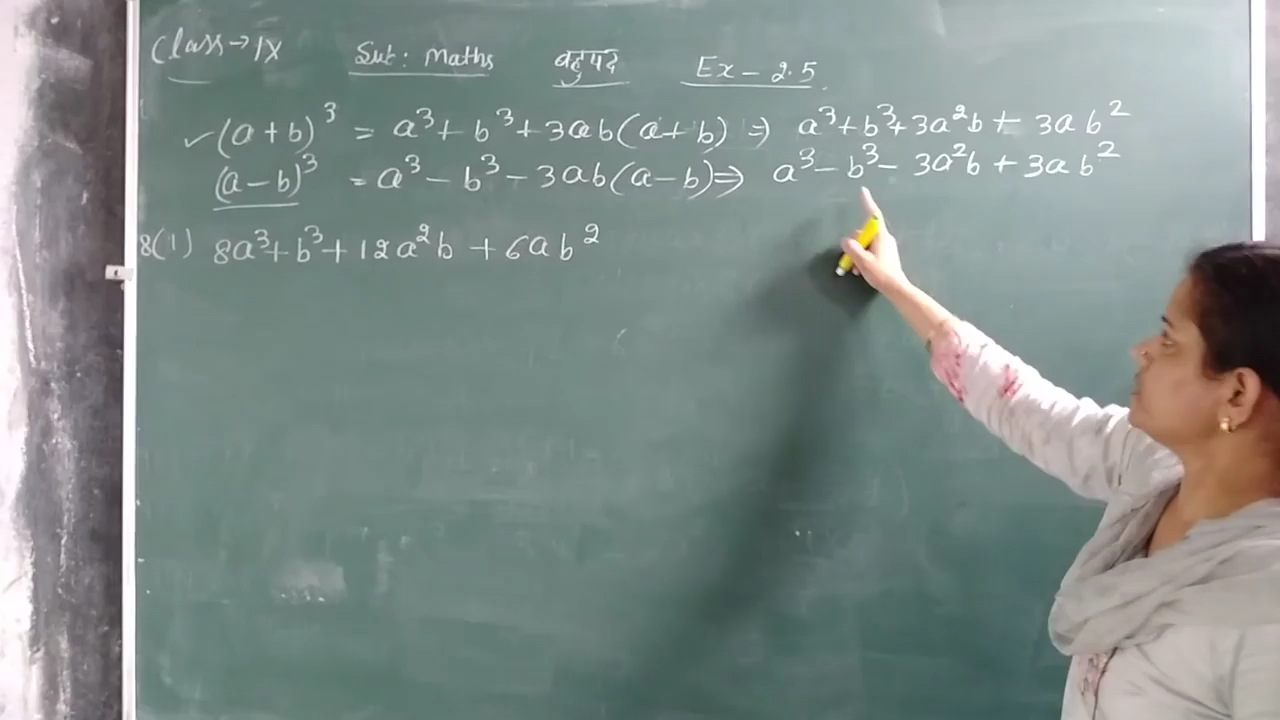 Class → IX Sub: Maths बहुपद Ex - 2.5
✓ (a+b)³ = a³+b³+3ab(a+b) ⇒ a³+b³+3a²b+3ab²
(a-b)³ = a³-b³-3ab(a-b) ⇒ a³-b³-3a²b+3ab²
8(1) 8a³+b³+12a²b+6ab²